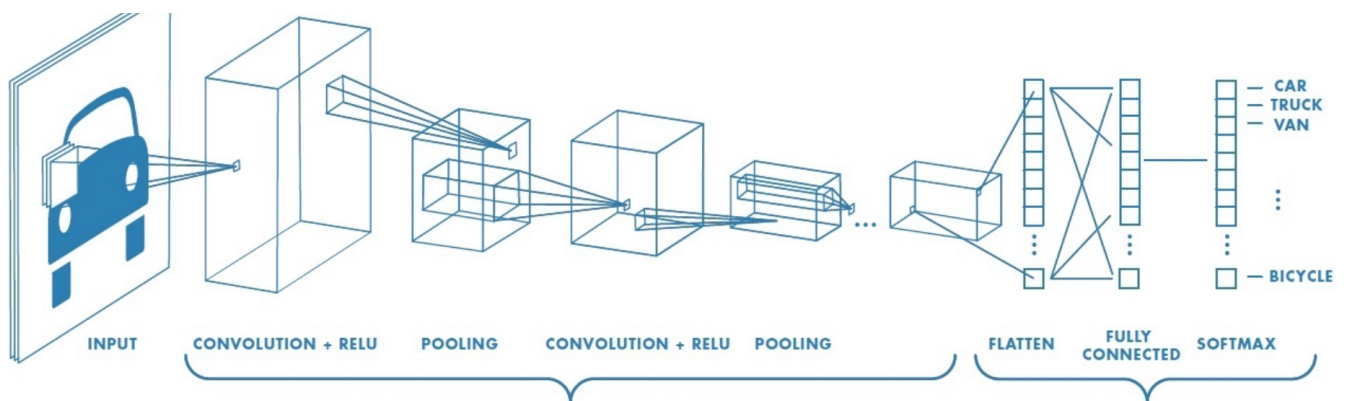 CAR
TRUCK
VAN
BICYCLE
INPUT
CONVOLUTION + RELU
POOLING
CONVOLUTION + RELU
POOLING
FLATTEN
FULLY
CONNECTED
SOFTMAX